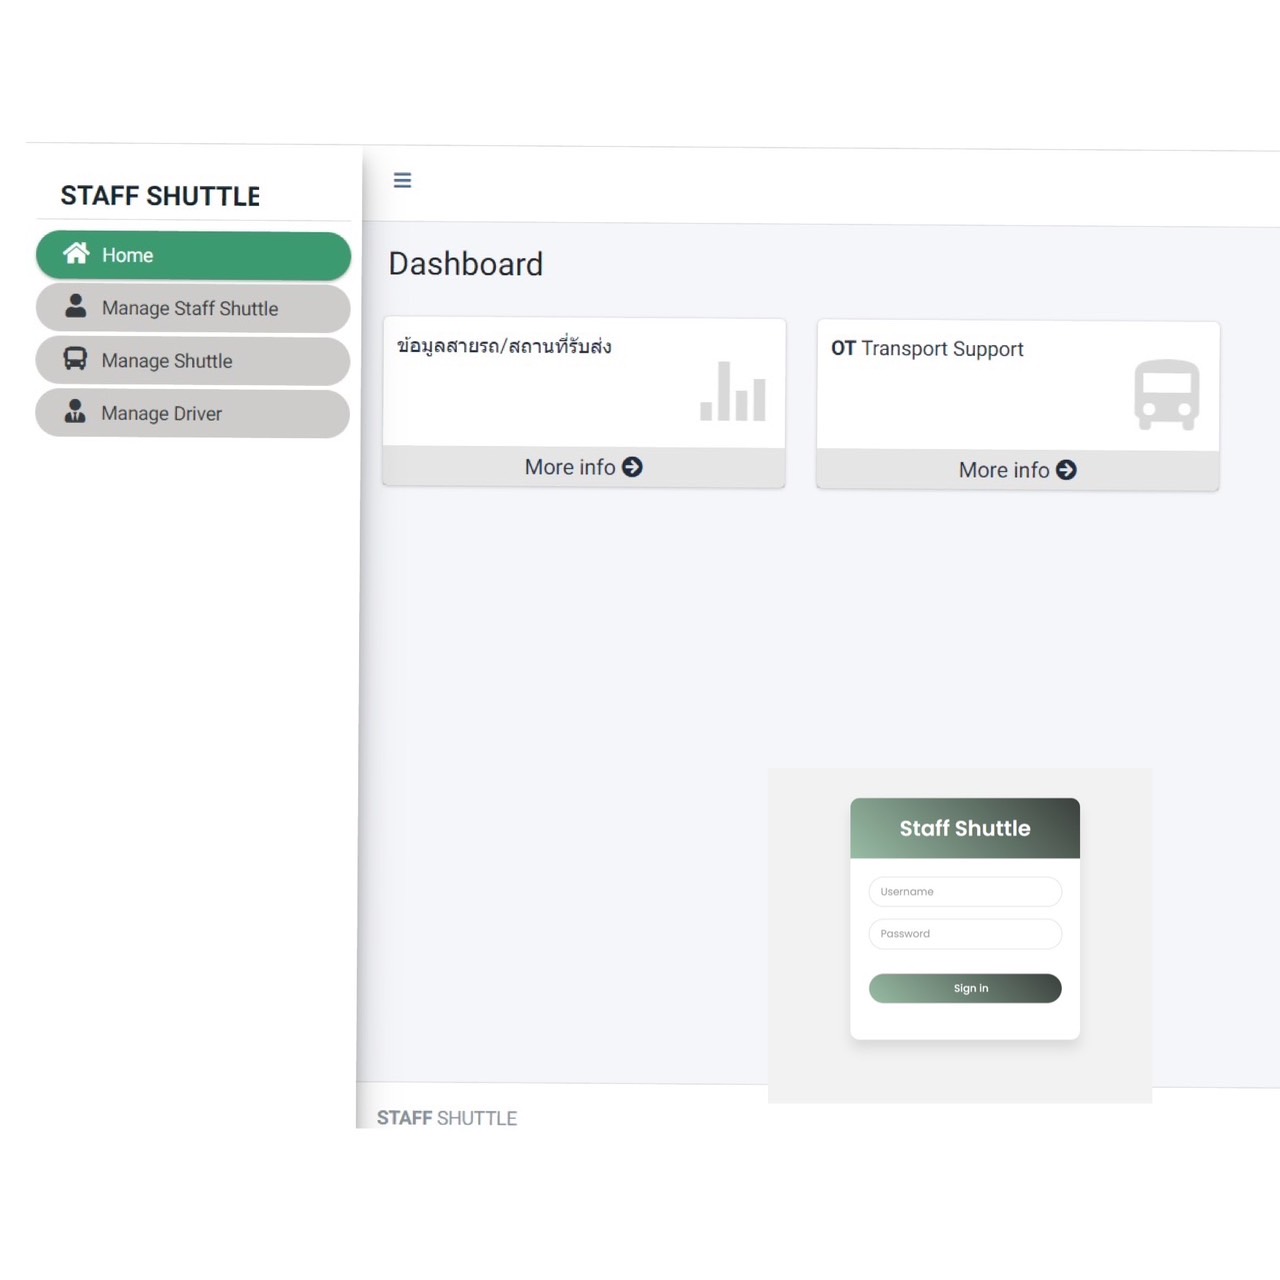 STAFF SHUTTLE
Home
Manage Staff Shuttle
Manage Shuttle
Manage Driver
Dashboard
ข้อมูลสายรถ/สถานที่รับส่ง
More info
OT Transport Support
More info
Staff Shuttle
Username
Password
Sign in
STAFF SHUTTLE